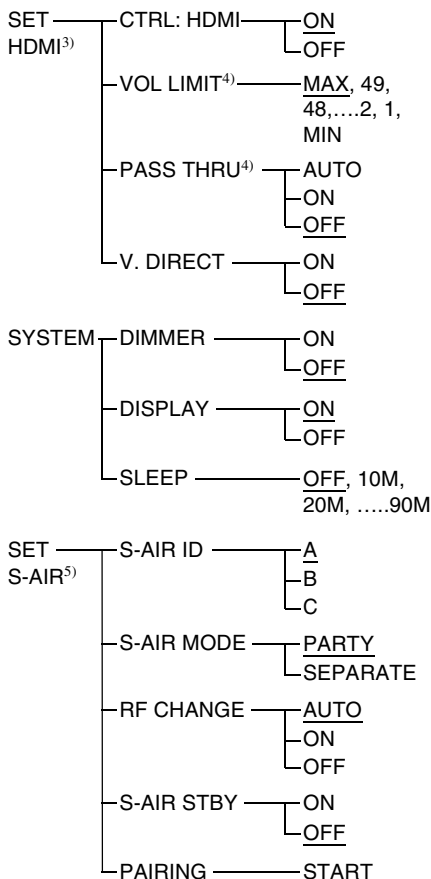 SET CTRL: HDMI ON
HDMI3) OFF
VOL LIMIT4) MAX, 49,
48,....2, 1,
MIN
PASS THRU4) AUTO
ON
OFF
V. DIRECT ON
OFF
SYSTEM DIMMER ON
OFF
DISPLAY ON
OFF
SLEEP OFF, 10M,
20M, .....90M
SET S-AIR ID A
S-AIR5) B
C
S-AIR MODE PARTY
SEPARATE
RF CHANGE AUTO
ON
OFF
S-AIR STBY ON
OFF
PAIRING START